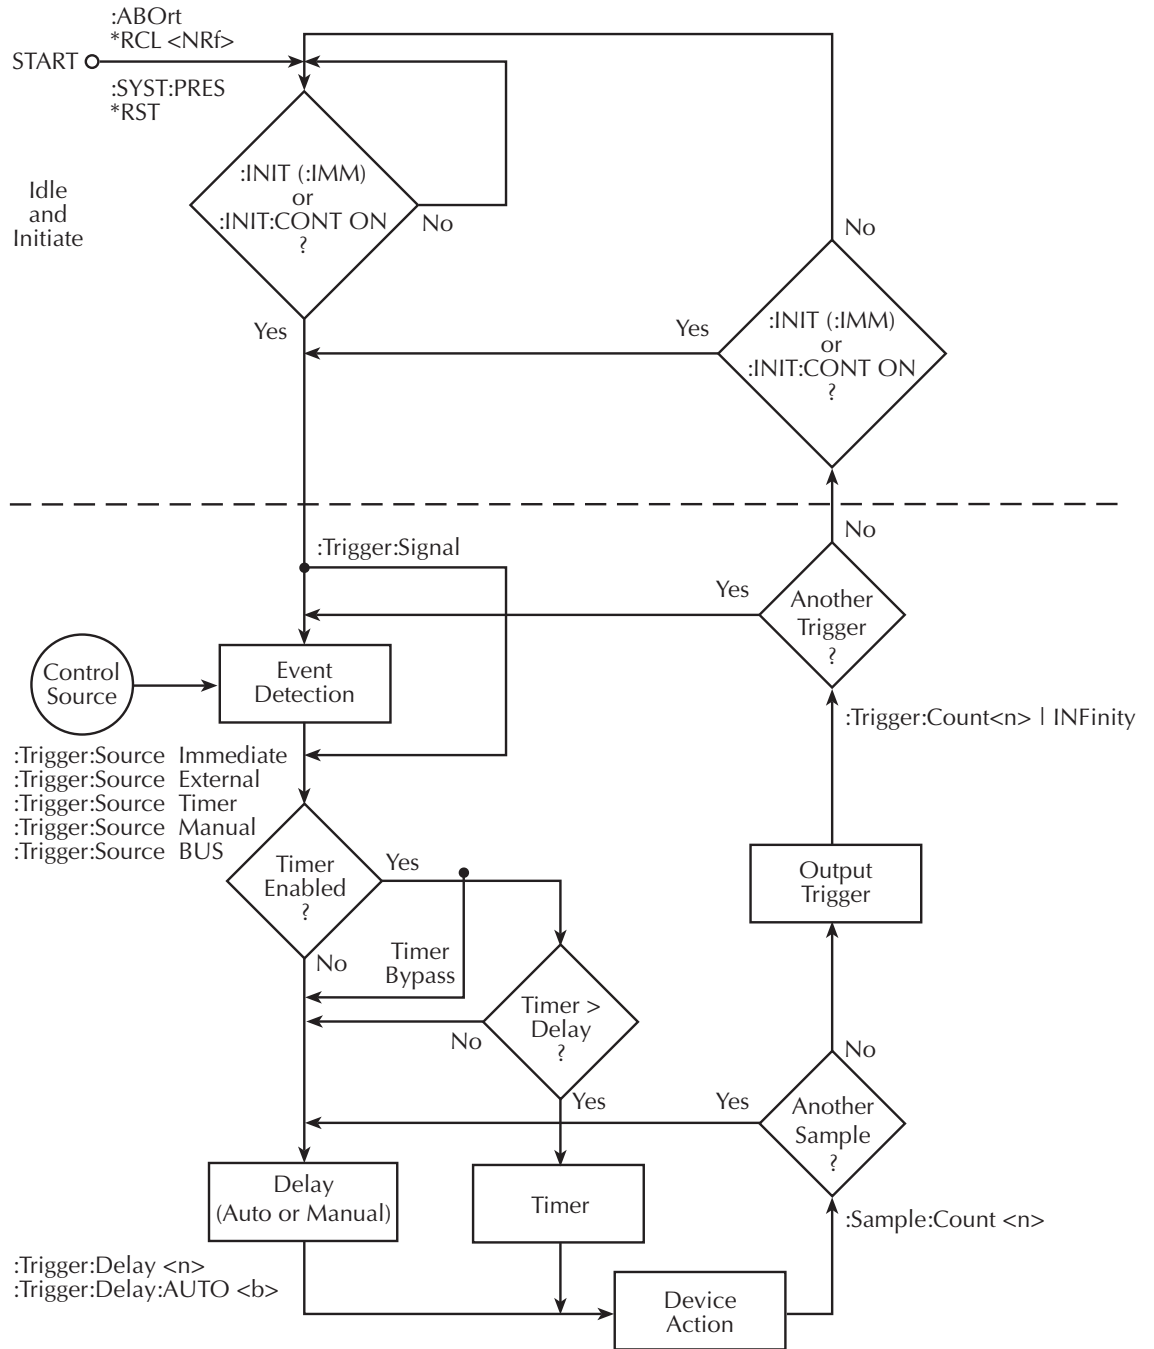 :ABOrt
*RCL <NRf>
START
:SYST:PRES
*RST
Idle
and
Initiate
:INIT (:IMM)
or
:INIT:CONT ON
?
No
Yes
No
:INIT (:IMM)
or
:INIT:CONT ON
?
Yes
No
:Trigger:Signal
Another
Trigger
?
Yes
Control
Source
Event
Detection
:Trigger:Count<n> | INFinity
:Trigger:Source Immediate
:Trigger:Source External
:Trigger:Source Timer
:Trigger:Source Manual
:Trigger:Source BUS
Timer
Enabled
?
Yes
No
Timer
Bypass
Output
Trigger
Timer >
Delay
?
No
Yes
No
Yes
Another
Sample
?
Delay
(Auto or Manual)
Timer
:Sample:Count <n>
:Trigger:Delay <n>
:Trigger:Delay:AUTO <b>
Device
Action